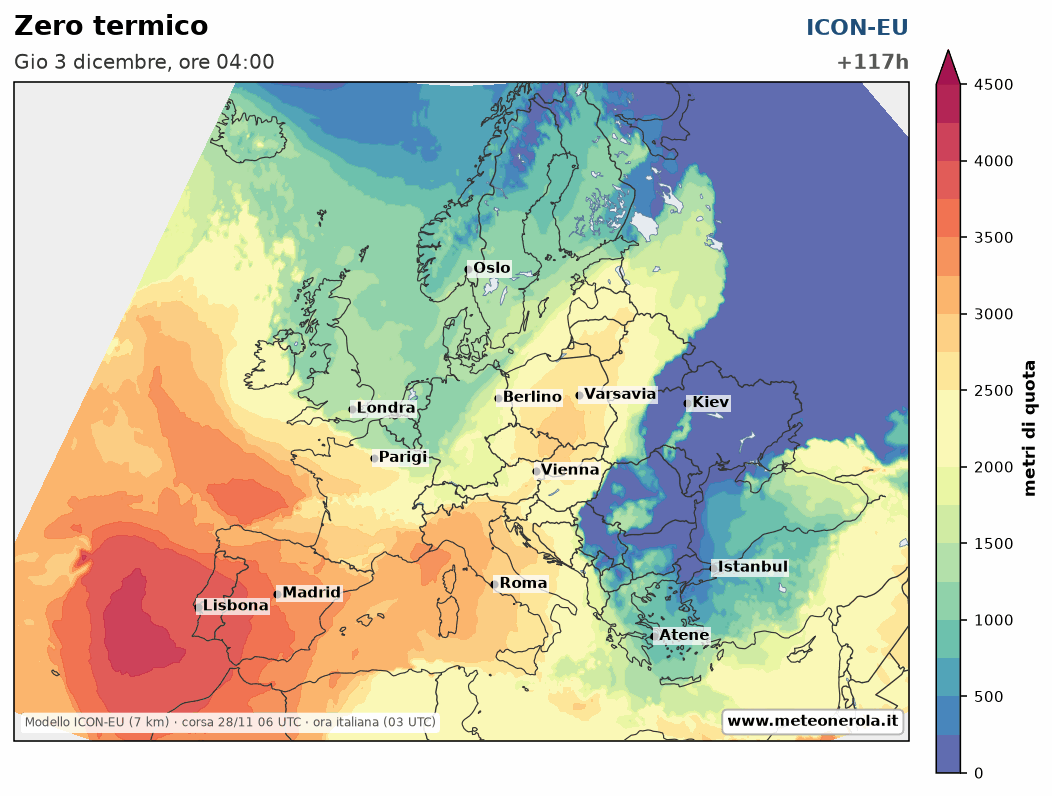 Zero termico
ICON-EU
Gio 3 dicembre, ore 04:00
+117h
4500
4000
3500
3000
2500
2000
1500
1000
500
0
metri di quota
Oslo
Berlino
Varsavia
Kiev
Londra
Parigi
Vienna
Istanbul
Roma
Madrid
Lisbona
Atene
Modello ICON-EU (7 km) · corsa 28/11 06 UTC · ora italiana (03 UTC)
www.meteonerola.it